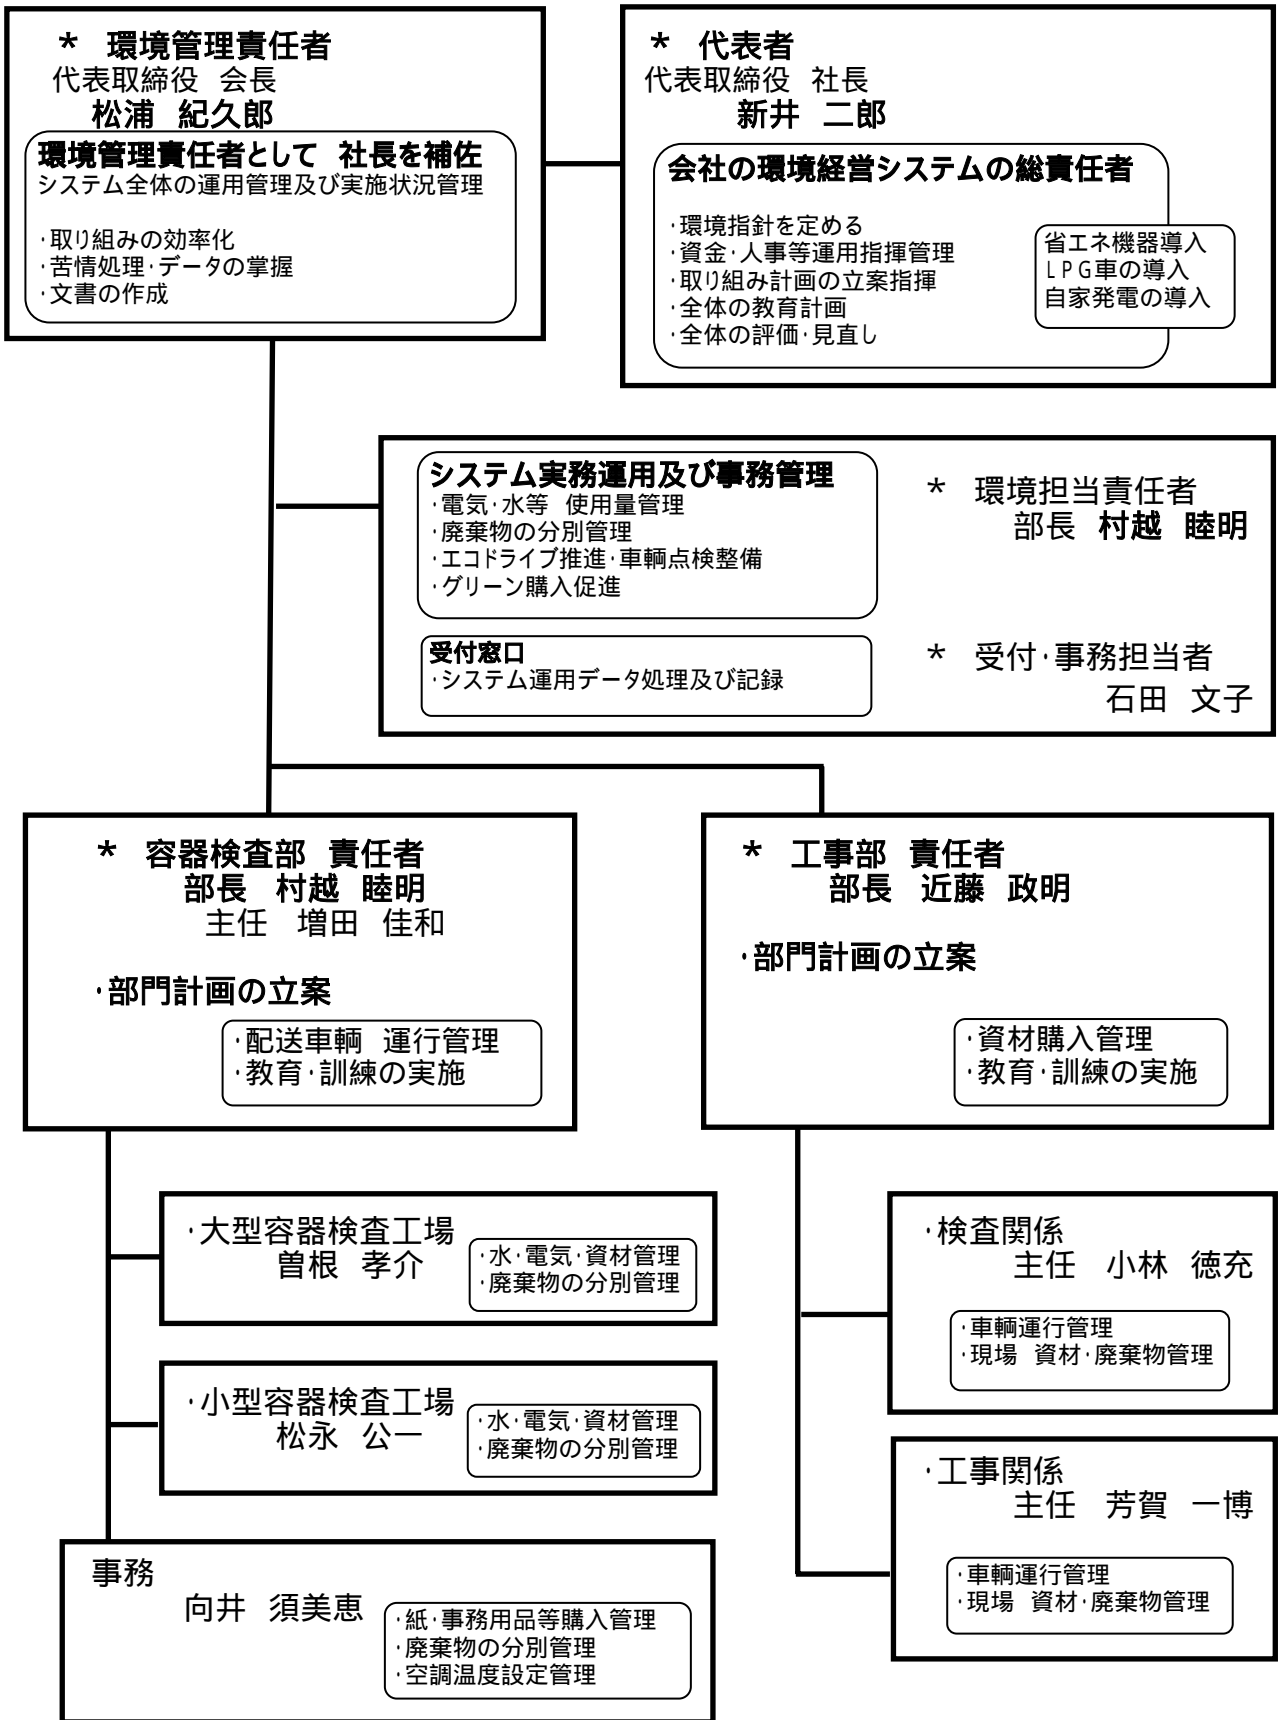 * 環境管理責任者
代表取締役 会長
松浦 紀久郎
環境管理責任者として 社長を補佐
システム全体の運用管理及び実施状況管理
・取り組みの効率化
・苦情処理・データの掌握
・文書の作成
* 代表者
代表取締役 社長
新井 二郎
会社の環境経営システムの総責任者
・環境指針を定める
・資金・人事等運用指揮管理
・取り組み計画の立案指揮
・全体の教育計画
・全体の評価・見直し
省エネ機器導入
LPG車の導入
自家発電の導入
システム実務運用及び事務管理
・電気・水等 使用量管理
・廃棄物の分別管理
・エコドライブ推進・車輌点検整備
・グリーン購入促進
* 環境担当責任者
部長 村越 睦明
受付窓口
・システム運用データ処理及び記録
* 受付・事務担当者
石田 文子
* 容器検査部 責任者
部長 村越 睦明
主任 増田 佳和
・部門計画の立案
・配送車輌 運行管理
・教育・訓練の実施
* 工事部 責任者
部長 近藤 政明
・部門計画の立案
・資材購入管理
・教育・訓練の実施
・大型容器検査工場
曽根 孝介
・水・電気・資材管理
・廃棄物の分別管理
・小型容器検査工場
松永 公一
・水・電気・資材管理
・廃棄物の分別管理
事務
向井 須美恵
・紙・事務用品等購入管理
・廃棄物の分別管理
・空調温度設定管理
・検査関係
主任 小林 徳充
・車輌運行管理
・現場 資材・廃棄物管理
・工事関係
主任 芳賀 一博
・車輌運行管理
・現場 資材・廃棄物管理